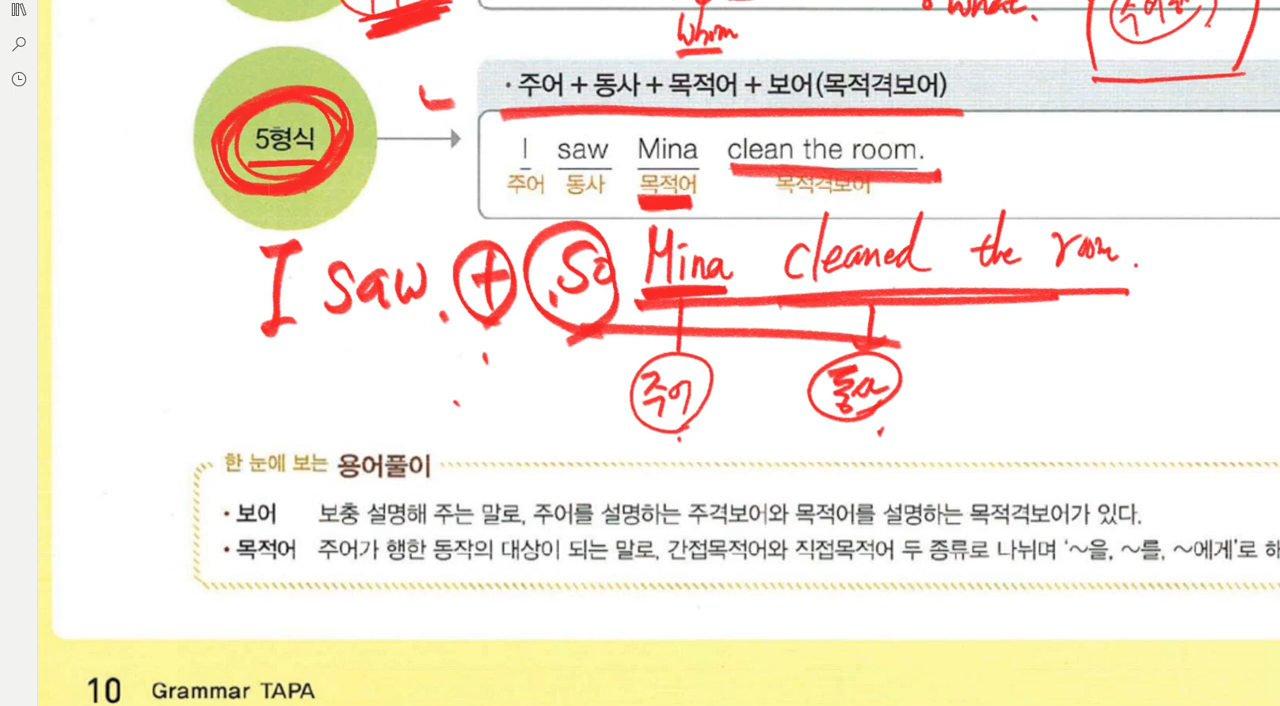 what.
whom
· 주어 + 동사 + 목적어 + 보어(목적격보어)
5형식
I saw Mina clean the room.
주어 동사 목적어 목적격보어
I saw. + .So Mina cleaned the room.
주어 동사
한 눈에 보는 용어풀이
• 보어 보충 설명해 주는 말로, 주어를 설명하는 주격보어와 목적어를 설명하는 목적격보어가 있다.
• 목적어 주어가 행한 동작의 대상이 되는 말로, 간접목적어와 직접목적어 두 종류로 나뉘며 '~을, ~를, ~에게'로 해
10 Grammar TAPA